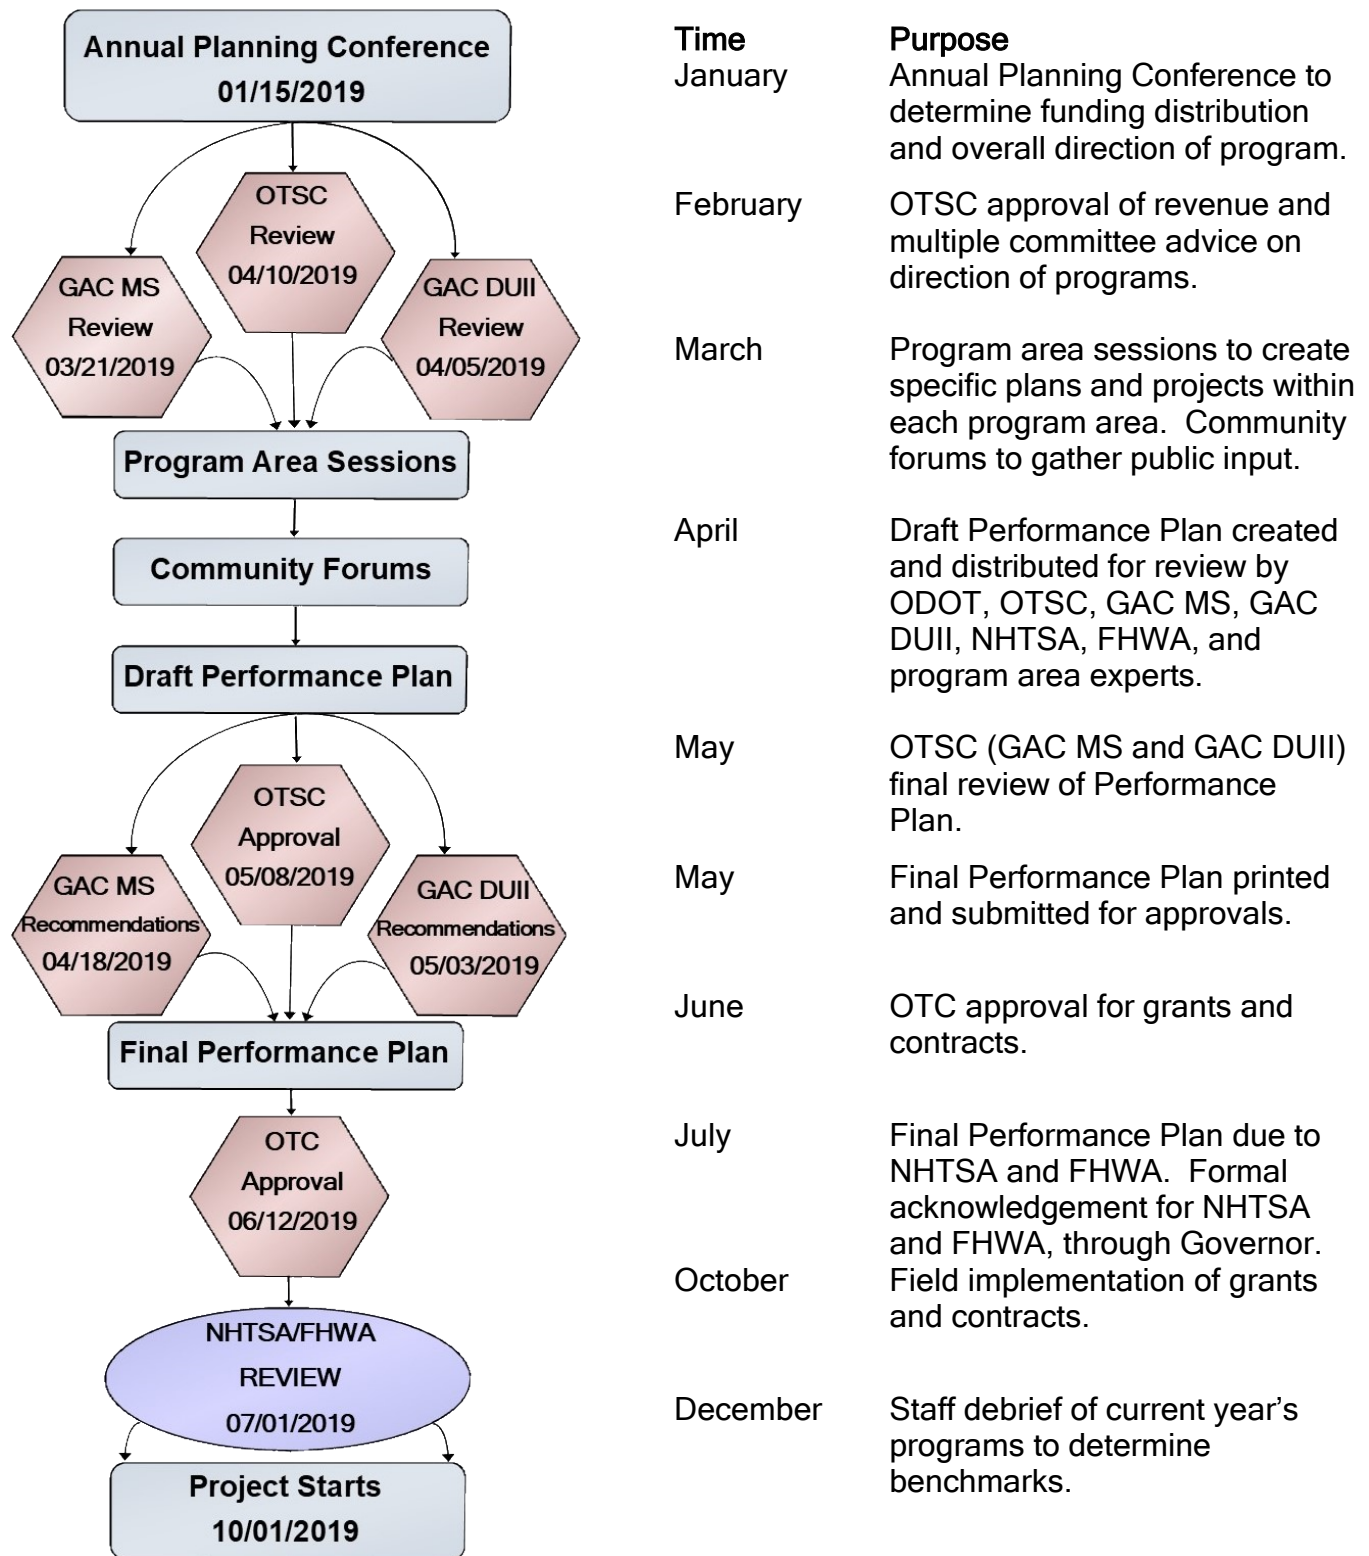 Annual Planning Conference
01/15/2019
OTSC
Review
04/10/2019
GAC MS
Review
03/21/2019
GAC DUII
Review
04/05/2019
Program Area Sessions
Community Forums
Draft Performance Plan
OTSC
Approval
05/08/2019
GAC MS
Recommendations
04/18/2019
GAC DUII
Recommendations
05/03/2019
Final Performance Plan
OTC
Approval
06/12/2019
NHTSA/FHWA
REVIEW
07/01/2019
Project Starts
10/01/2019
Time Purpose
January Annual Planning Conference to
determine funding distribution
and overall direction of program.
February OTSC approval of revenue and
multiple committee advice on
direction of programs.
March Program area sessions to create
specific plans and projects within
each program area.  Community
forums to gather public input.
April Draft Performance Plan created
and distributed for review by
ODOT, OTSC, GAC MS, GAC
DUII, NHTSA, FHWA, and
program area experts.
May OTSC (GAC MS and GAC DUII)
final review of Performance
Plan.
May Final Performance Plan printed
and submitted for approvals.
June OTC approval for grants and
contracts.
July Final Performance Plan due to
NHTSA and FHWA.  Formal
acknowledgement for NHTSA
and FHWA, through Governor.
October Field implementation of grants
and contracts.
December Staff debrief of current year’s
programs to determine
benchmarks.